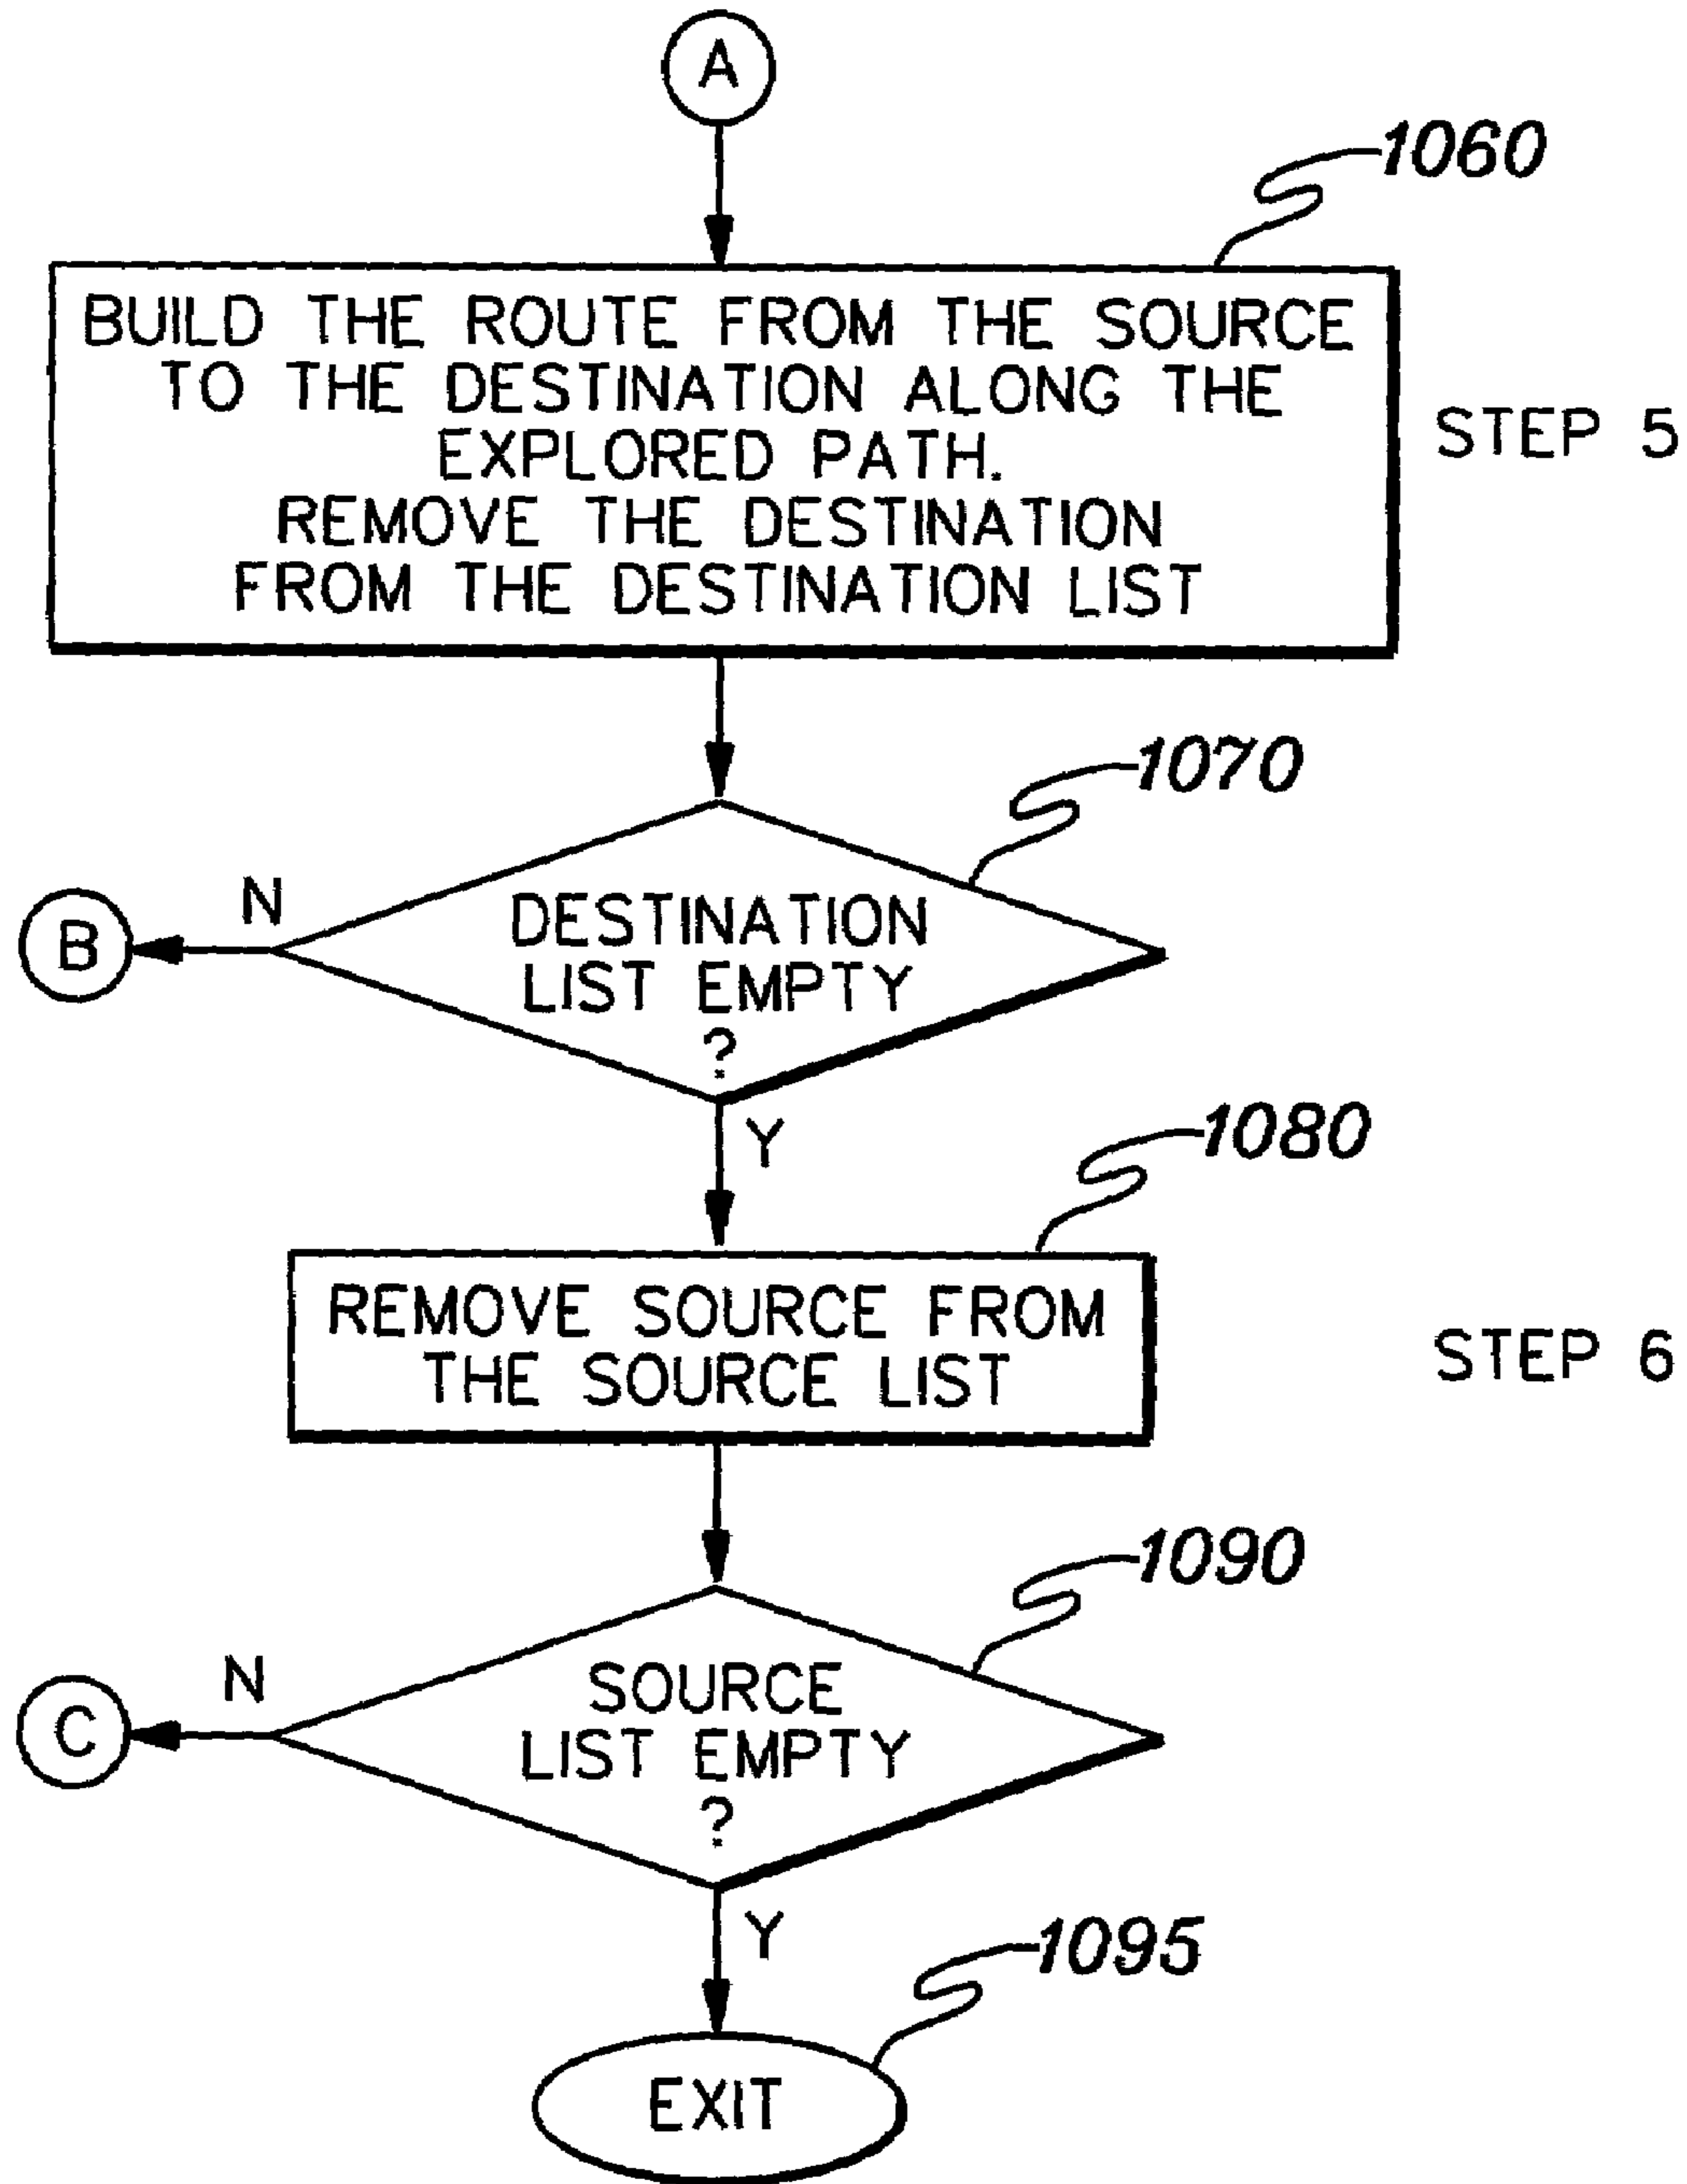 A
1060
BUILD THE ROUTE FROM THE SOURCE
TO THE DESTINATION ALONG THE
EXPLORED PATH.
REMOVE THE DESTINATION
FROM THE DESTINATION LIST
STEP 5
1070
N
B
DESTINATION
LIST EMPTY
?
Y
1080
REMOVE SOURCE FROM
THE SOURCE LIST
STEP 6
1090
N
C
SOURCE
LIST EMPTY
?
Y
1095
EXIT